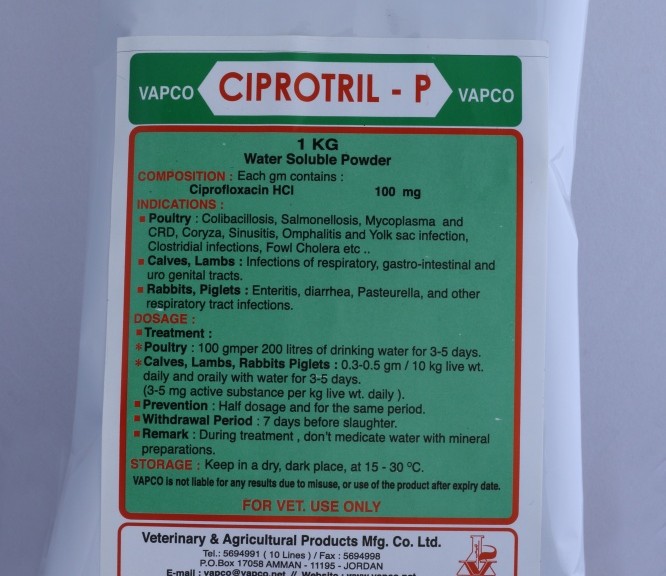 VAPCO CIPROTRIL - P VAPCO
1 KG
Water Soluble Powder
COMPOSITION : Each gm contains :
Ciprofloxacin HCl 100 mg
INDICATIONS :
Poultry : Colibacillosis, Salmonellosis, Mycoplasma and
CRD, Coryza, Sinusitis, Omphalitis and Yolk sac infection,
Clostridial infections, Fowl Cholera etc ..
Calves, Lambs : Infections of respiratory, gastro-intestinal and
uro genital tracts.
Rabbits, Piglets : Enteritis, diarrhea, Pasteurella, and other
respiratory tract infections.
DOSAGE :
Treatment :
* Poultry : 100 gmper 200 litres of drinking water for 3-5 days.
* Calves, Lambs, Rabbits Piglets : 0.3-0.5 gm / 10 kg live wt.
daily and oraily with water for 3-5 days.
(3-5 mg active substance per kg live wt. daily ).
Prevention : Half dosage and for the same period.
Withdrawal Period : 7 days before slaughter.
Remark : During treatment , don't medicate water with mineral
preparations.
STORAGE : Keep in a dry, dark place, at 15 - 30 °C.
VAPCO is not liable for any results due to misuse, or use of the product after expiry date.
FOR VET. USE ONLY
Veterinary & Agricultural Products Mfg. Co. Ltd.
Tel.: 5694991 ( 10 Lines ) / Fax : 5694998
P.O.Box 17058 AMMAN - 11195 - JORDAN
E-mail : vapco@vapco.net // Website : www.vapco.net